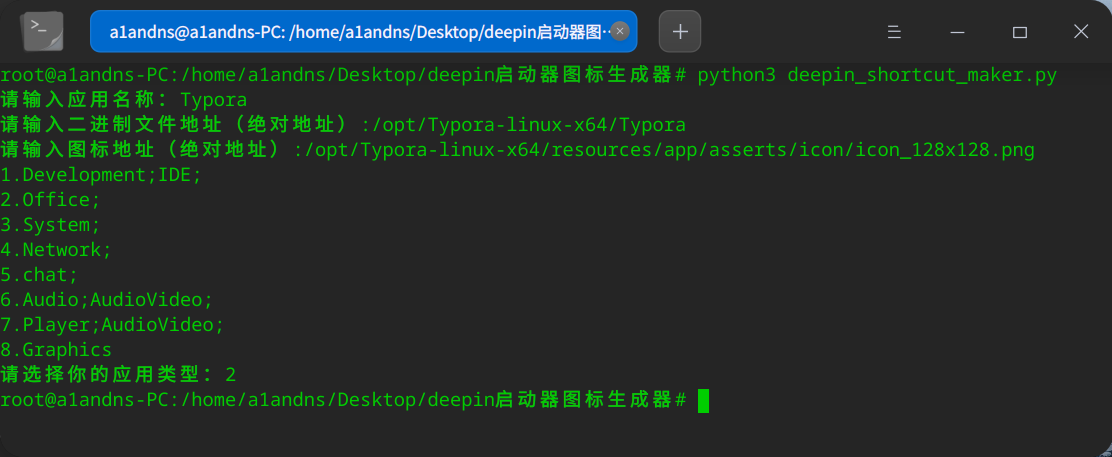 >_
a1andns@a1andns-PC: /home/a1andns/Desktop/deepin启动器图…
root@a1andns-PC:/home/a1andns/Desktop/deepin启动器图标生成器# python3 deepin_shortcut_maker.py
请输入应用名称: Typora
请输入二进制文件地址（绝对地址）:/opt/Typora-linux-x64/Typora
请输入图标地址（绝对地址）:/opt/Typora-linux-x64/resources/app/asserts/icon/icon_128x128.png
1.Development;IDE;
2.Office;
3.System;
4.Network;
5.chat;
6.Audio;AudioVideo;
7.Player;AudioVideo;
8.Graphics
请选择你的应用类型: 2
root@a1andns-PC:/home/a1andns/Desktop/deepin启动器图标生成器#